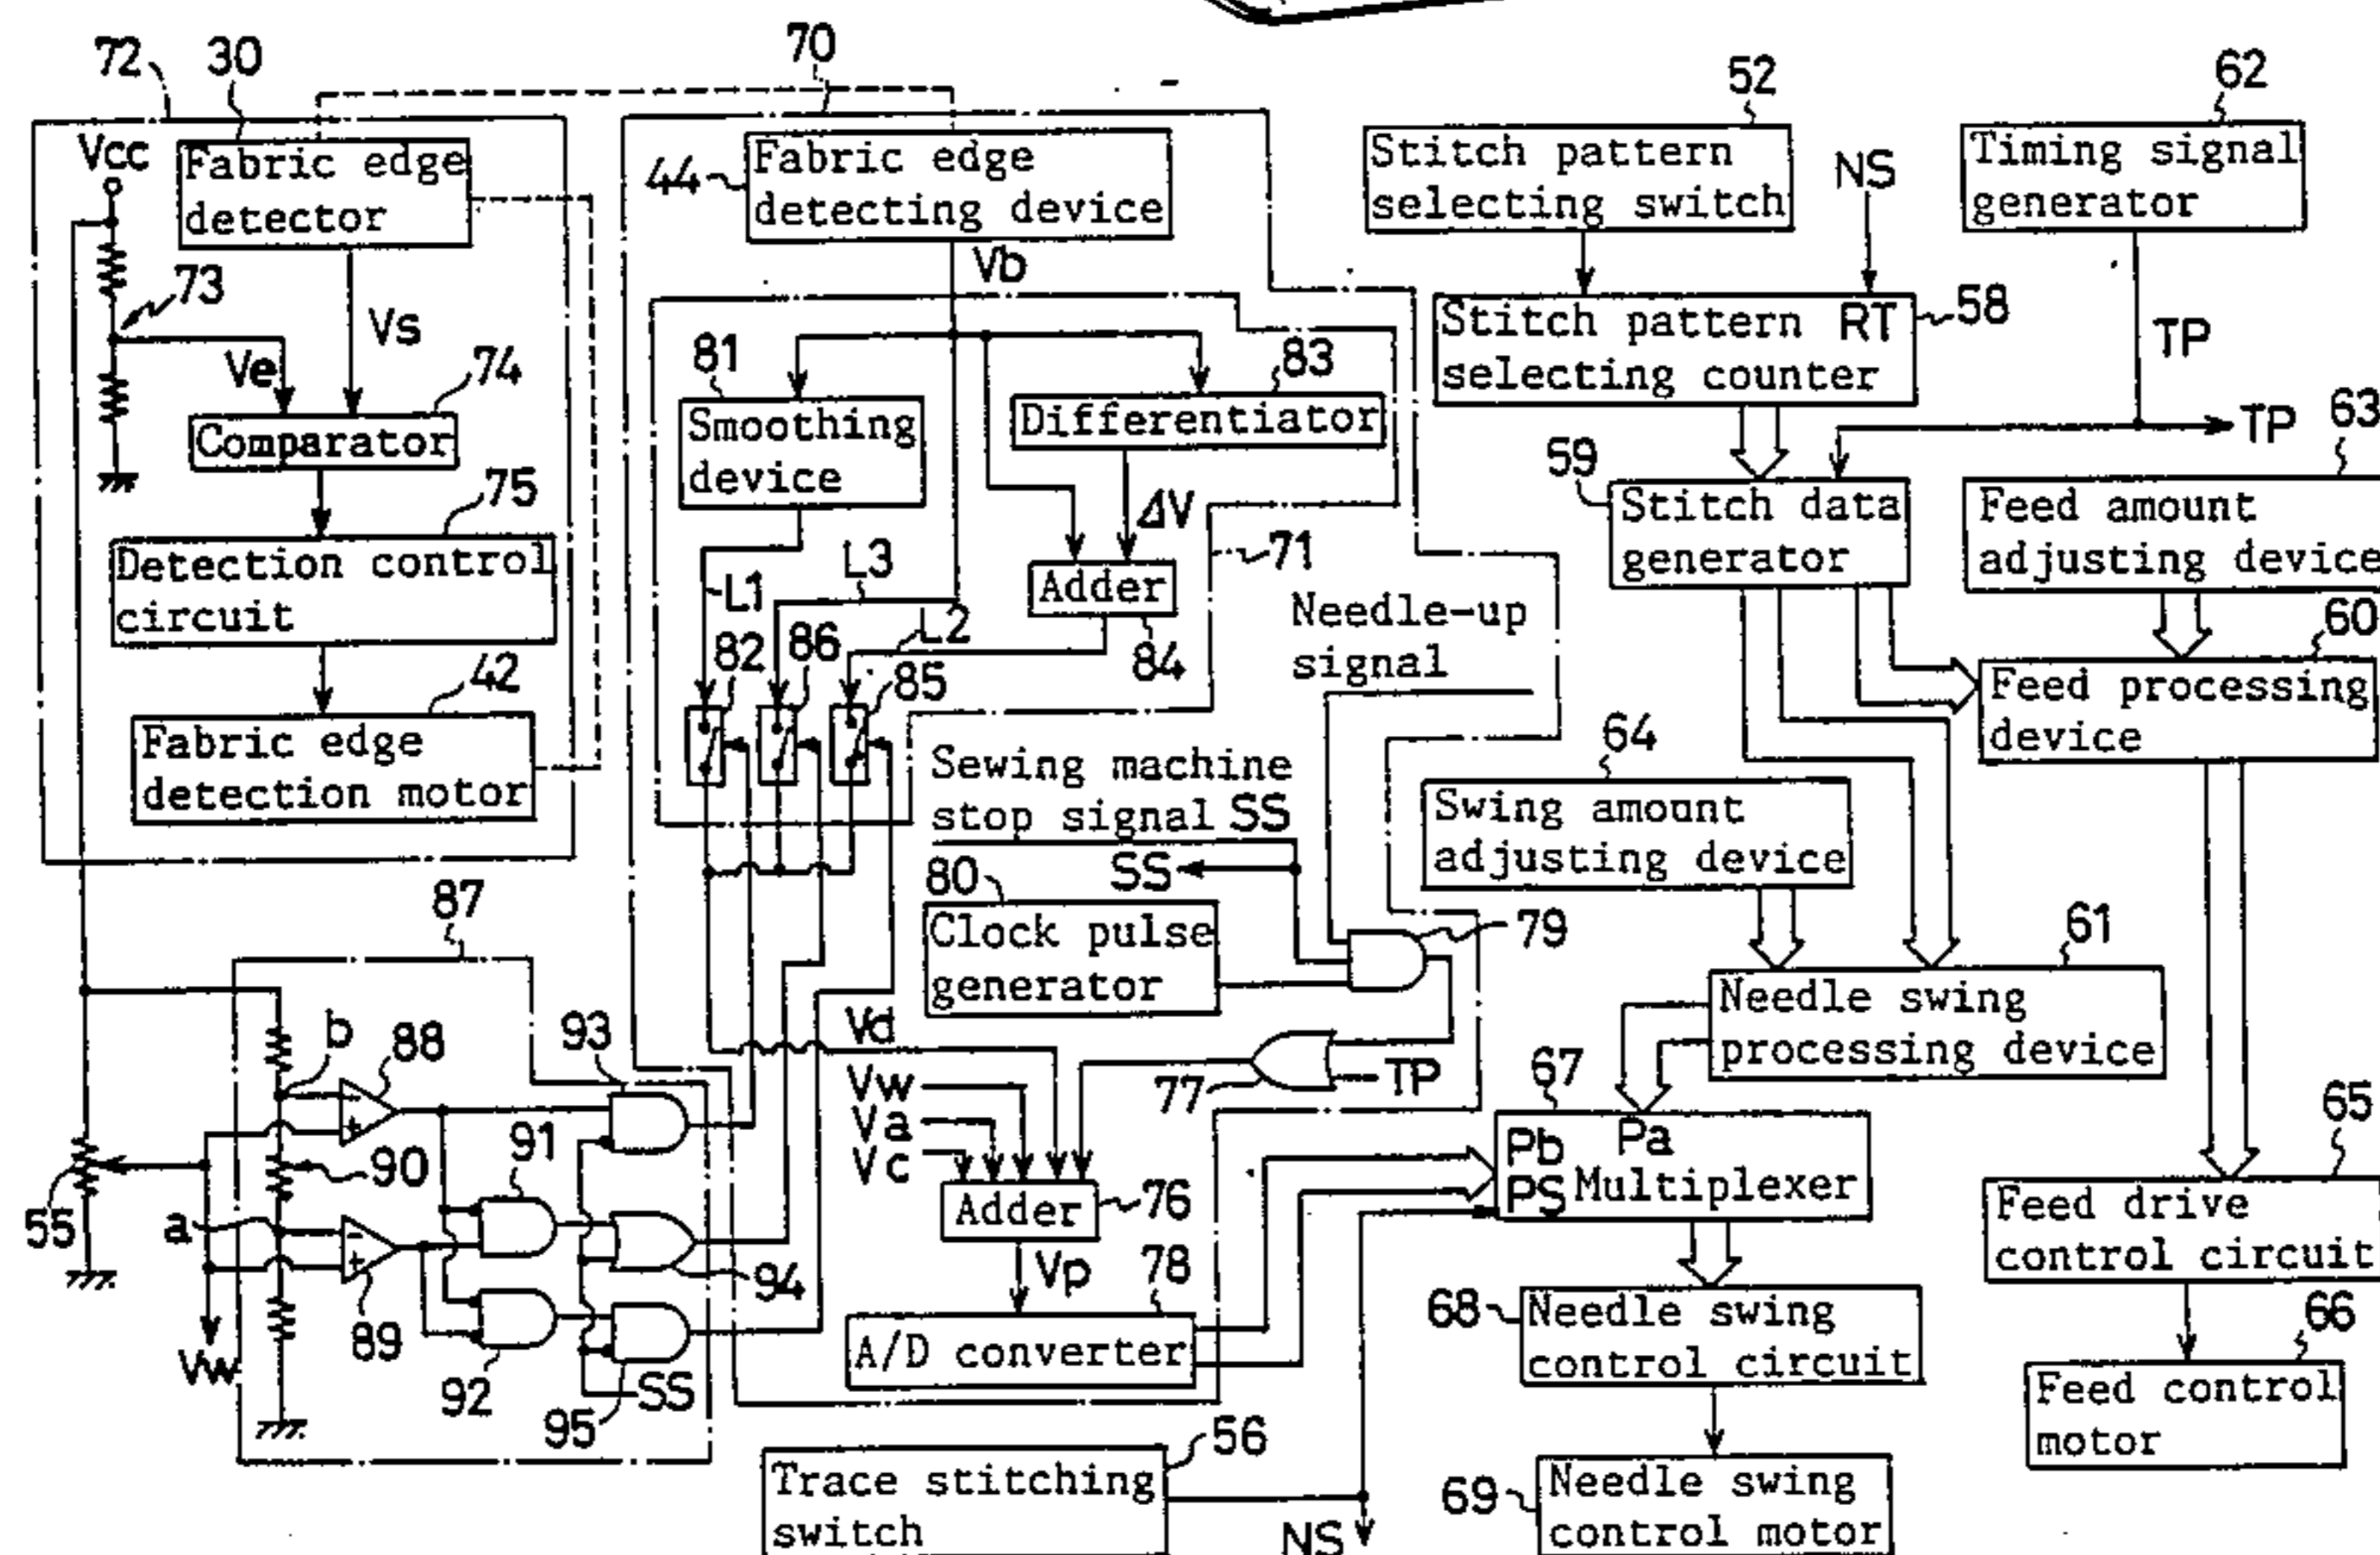 72
30
70
52
62
Vcc
Fabric edge
detector
44
Fabric edge
detecting device
Stitch pattern
selecting switch
NS
Timing signal
generator
73
Ve
Vs
Vb
81
83
Stitch pattern RT
selecting counter
58
TP
74
Comparator
Smoothing
device
Differentiator
TP
63
75
ΔV
59
Stitch data
generator
Feed amount
adjusting device
Detection control
circuit
L1
L3
L2
Adder
84
71
Needle-up
signal
60
Feed processing
device
42
82
86
85
Fabric edge
detection motor
Sewing machine
stop signal SS
64
Swing amount
adjusting device
SS
87
80
Clock pulse
generator
79
61
Needle swing
processing device
b
88
93
Vd
Vw
Va
Vc
77
TP
67
65
91
90
55
a
Pb
Pa
PS
Multiplexer
Adder
76
Feed drive
control circuit
94
Vp
78
89
Vw
92
95
SS
A/D converter
68
Needle swing
control circuit
66
Feed control
motor
56
Trace stitching
switch
NS
69
Needle swing
control motor